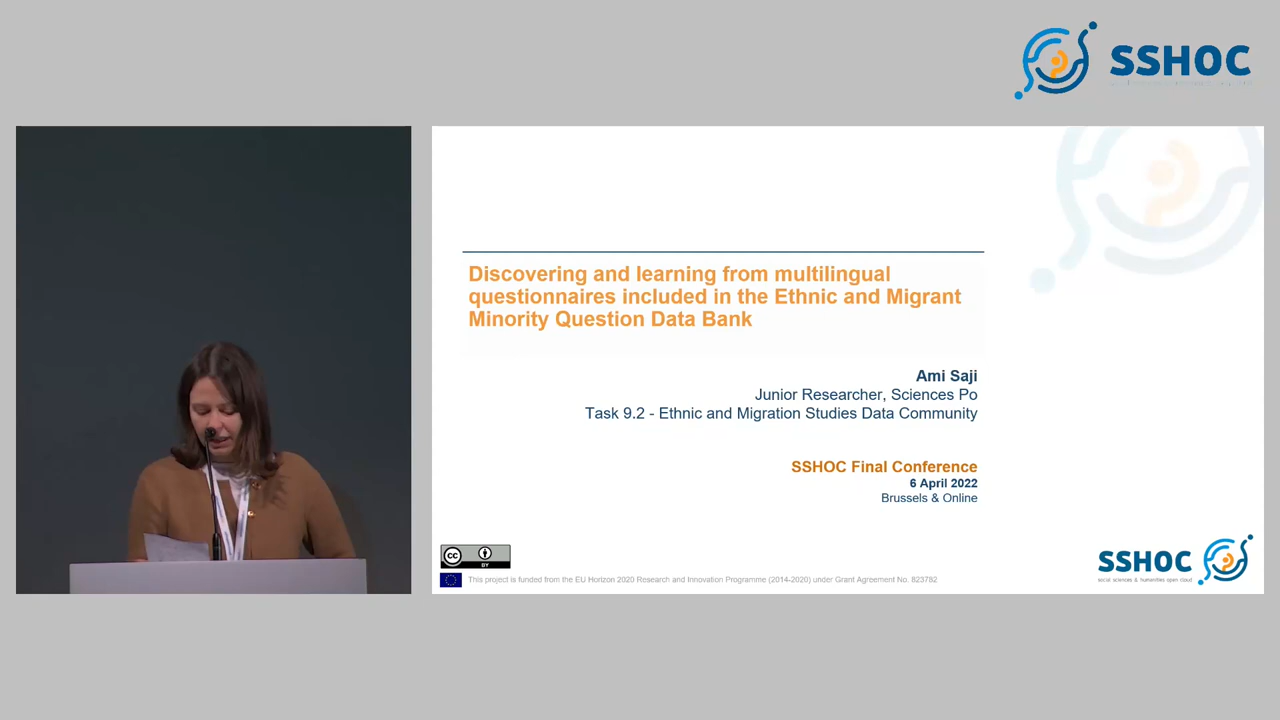 SSHOC
Discovering and learning from multilingual
questionnaires included in the Ethnic and Migrant
Minority Question Data Bank
Ami Saji
Junior Researcher, Sciences Po
Task 9.2 - Ethnic and Migration Studies Data Community
SSHOC Final Conference
6 April 2022
Brussels & Online
cc
BY
This project is funded from the EU Horizon 2020 Research and Innovation Programme (2014-2020) under Grant Agreement No. 823782
SSHOC
social sciences & humanities open cloud